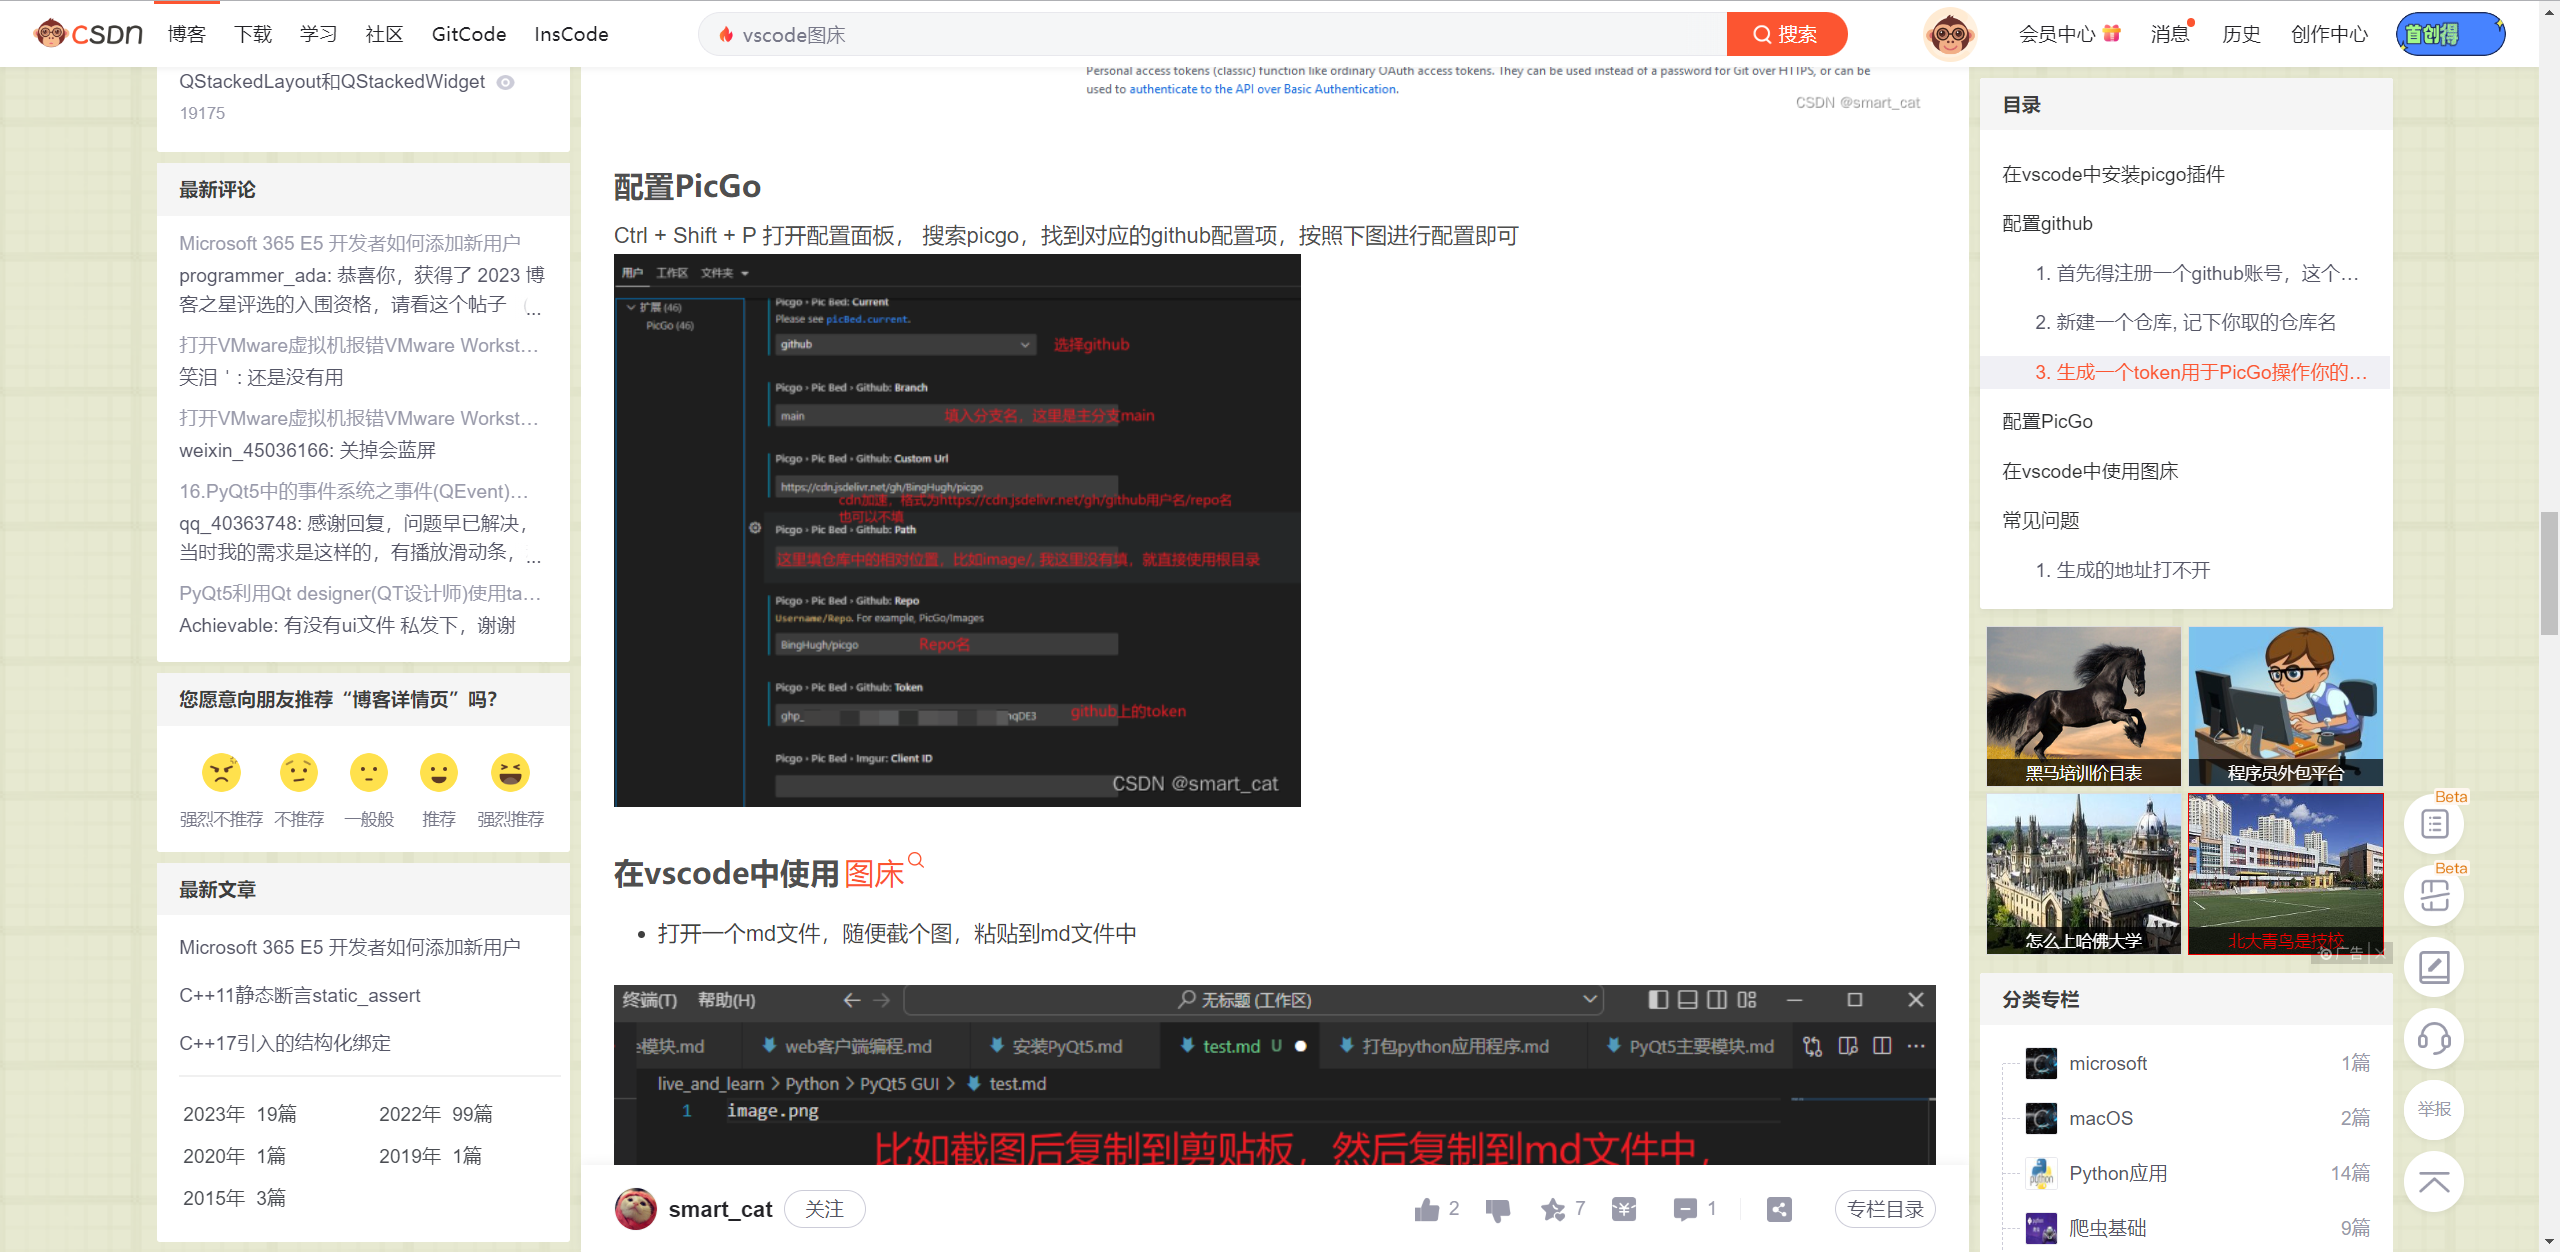 CSDN 博客 下载 学习 社区 GitCode InsCode vscode图床 搜索 会员中心 消息 历史 创作中心 首创得
QStackedLayout和QStackedWidget
19175
最新评论
Microsoft 365 E5 开发者如何添加新用户
programmer_ada: 恭喜你，获得了 2023 博
客之星评选的入围资格，请看这个帖子 （...
打开VMware虚拟机报错VMware Workst...
笑泪 ' : 还是没有用
打开VMware虚拟机报错VMware Workst...
weixin_45036166: 关掉会蓝屏
16.PyQt5中的事件系统之事件(QEvent)...
qq_40363748: 感谢回复，问题早已解决，
当时我的需求是这样的，有播放滑动条，...
PyQt5利用Qt designer(QT设计师)使用ta...
Achievable: 有没有ui文件 私发下，谢谢
您愿意向朋友推荐“博客详情页”吗？
强烈不推荐 不推荐 一般般 推荐 强烈推荐
最新文章
Microsoft 365 E5 开发者如何添加新用户
C++11静态断言static_assert
C++17引入的结构化绑定
2023年 19篇 2022年 99篇
2020年 1篇 2019年 1篇
2015年 3篇
Personal access tokens (classic) function like ordinary OAuth access tokens. They can be used instead of a password for Git over HTTPS, or can be
used to authenticate to the API over Basic Authentication.
CSDN @smart_cat
配置PicGo
Ctrl + Shift + P 打开配置面板， 搜索picgo，找到对应的github配置项，按照下图进行配置即可
用户 工作区 文件夹
扩展 (46)
PicGo (46)
Picgo › Pic Bed: Current
Please see picBed.current.
github 选择github
Picgo › Pic Bed › Github: Branch
main 填入分支名，这里是主分支main
Picgo › Pic Bed › Github: Custom Url
https://cdn.jsdelivr.net/gh/BingHugh/picgo
cdn加速，格式为https://cdn.jsdelivr.net/gh/github用户名/repo名
也可以不填
Picgo › Pic Bed › Github: Path
这里填仓库中的相对位置，比如image/, 我这里没有填，就直接使用根目录
Picgo › Pic Bed › Github: Repo
Username/Repo. For example, PicGo/Images
BingHugh/picgo Repo名
Picgo › Pic Bed › Github: Token
ghp_ nqDE3 github上的token
Picgo › Pic Bed › Imgur: Client ID
CSDN @smart_cat
在vscode中使用图床
• 打开一个md文件，随便截个图，粘贴到md文件中
终端(T) 帮助(H) 无标题 (工作区)
模块.md web客户端编程.md 安装PyQt5.md test.md U 打包python应用程序.md PyQt5主要模块.md
live_and_learn > Python > PyQt5 GUI > test.md
1 image.png
比如截图后复制到剪贴板，然后复制到md文件中，
smart_cat 关注 2 7 1 专栏目录
目录
在vscode中安装picgo插件
配置github
1. 首先得注册一个github账号，这个...
2. 新建一个仓库, 记下你取的仓库名
3. 生成一个token用于PicGo操作你的...
配置PicGo
在vscode中使用图床
常见问题
1. 生成的地址打不开
黑马培训价目表 程序员外包平台
怎么上哈佛大学 北大青鸟是技校
广告
分类专栏
microsoft 1篇
macOS 2篇
Python应用 14篇
爬虫基础 9篇
Beta
Beta
举报